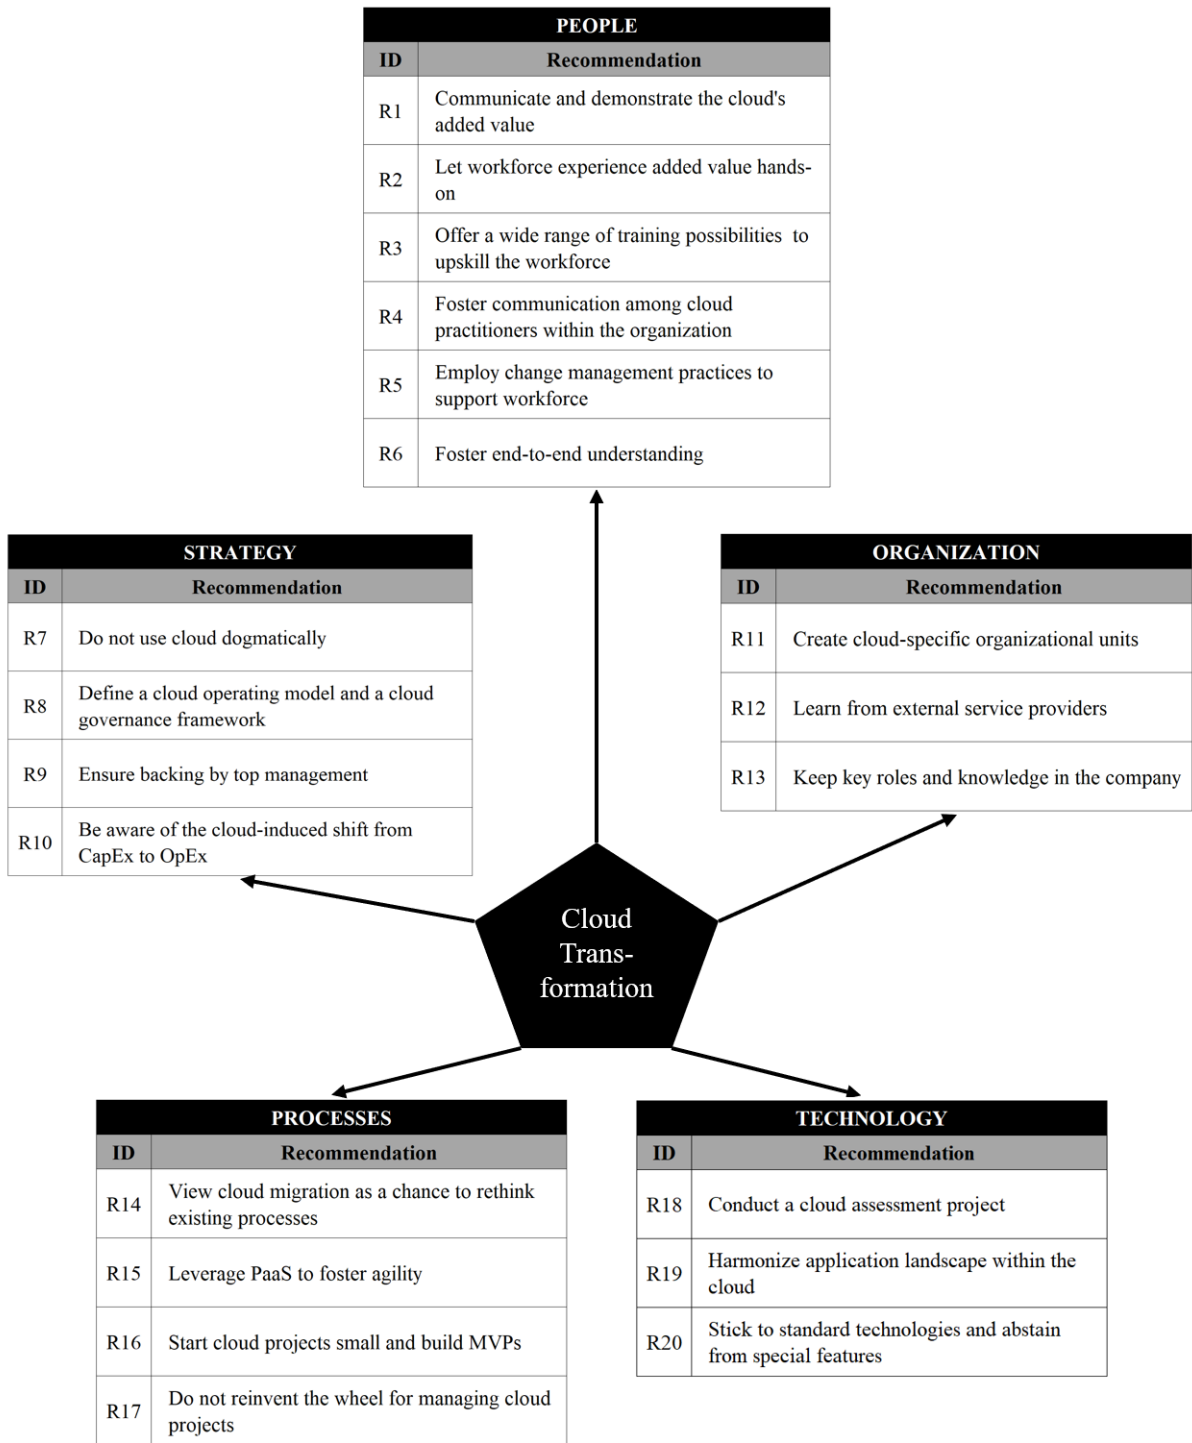 PEOPLE
ID Recommendation
R1 Communicate and demonstrate the cloud's
added value
R2 Let workforce experience added value hands-
on
R3 Offer a wide range of training possibilities to
upskill the workforce
R4 Foster communication among cloud
practitioners within the organization
R5 Employ change management practices to
support workforce
R6 Foster end-to-end understanding
STRATEGY
ID Recommendation
R7 Do not use cloud dogmatically
R8 Define a cloud operating model and a cloud
governance framework
R9 Ensure backing by top management
R10 Be aware of the cloud-induced shift from
CapEx to OpEx
ORGANIZATION
ID Recommendation
R11 Create cloud-specific organizational units
R12 Learn from external service providers
R13 Keep key roles and knowledge in the company
Cloud
Trans-
formation
PROCESSES
ID Recommendation
R14 View cloud migration as a chance to rethink
existing processes
R15 Leverage PaaS to foster agility
R16 Start cloud projects small and build MVPs
R17 Do not reinvent the wheel for managing cloud
projects
TECHNOLOGY
ID Recommendation
R18 Conduct a cloud assessment project
R19 Harmonize application landscape within the
cloud
R20 Stick to standard technologies and abstain
from special features